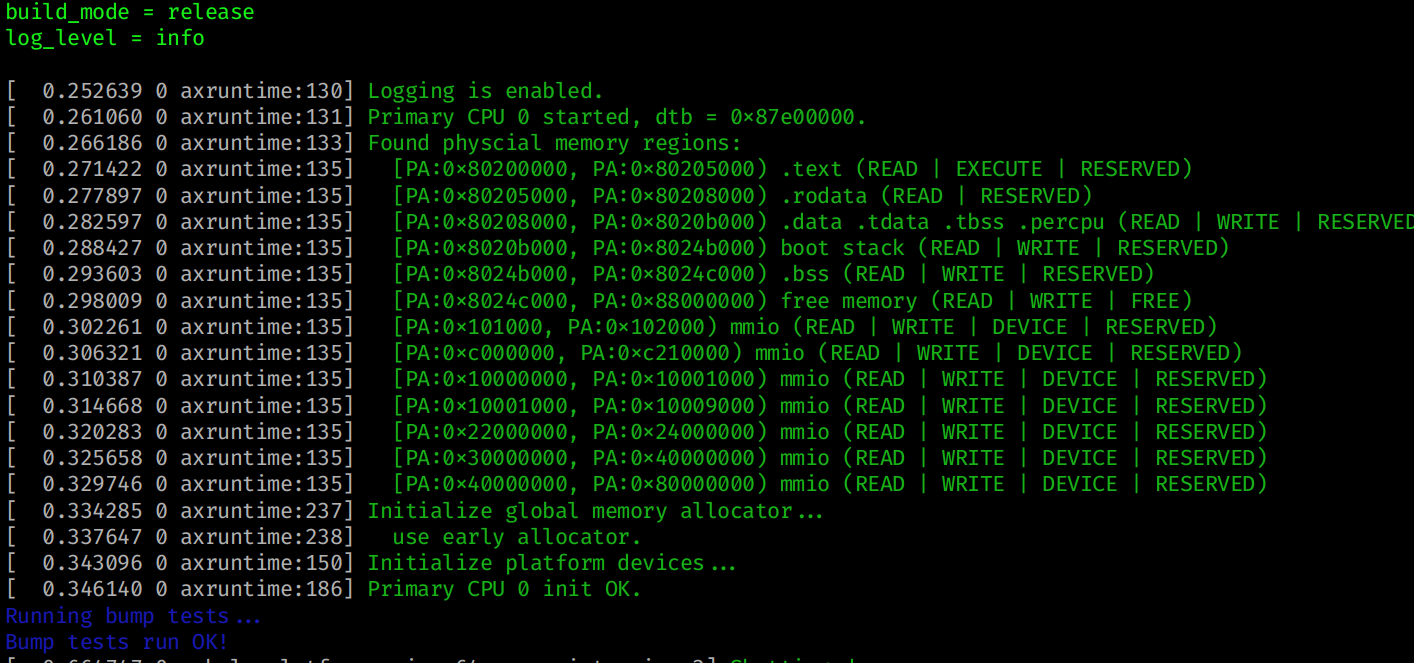 build_mode = release
log_level = info
[  0.252639 0 axruntime:130] Logging is enabled.
[  0.261060 0 axruntime:131] Primary CPU 0 started, dtb = 0x87e00000.
[  0.266186 0 axruntime:133] Found physcial memory regions:
[  0.271422 0 axruntime:135]   [PA:0x80200000, PA:0x80205000) .text (READ | EXECUTE | RESERVED)
[  0.277897 0 axruntime:135]   [PA:0x80205000, PA:0x80208000) .rodata (READ | RESERVED)
[  0.282597 0 axruntime:135]   [PA:0x80208000, PA:0x8020b000) .data .tdata .tbss .percpu (READ | WRITE | RESERVED
[  0.288427 0 axruntime:135]   [PA:0x8020b000, PA:0x8024b000) boot stack (READ | WRITE | RESERVED)
[  0.293603 0 axruntime:135]   [PA:0x8024b000, PA:0x8024c000) .bss (READ | WRITE | RESERVED)
[  0.298009 0 axruntime:135]   [PA:0x8024c000, PA:0x88000000) free memory (READ | WRITE | FREE)
[  0.302261 0 axruntime:135]   [PA:0x101000, PA:0x102000) mmio (READ | WRITE | DEVICE | RESERVED)
[  0.306321 0 axruntime:135]   [PA:0xc000000, PA:0xc210000) mmio (READ | WRITE | DEVICE | RESERVED)
[  0.310387 0 axruntime:135]   [PA:0x10000000, PA:0x10001000) mmio (READ | WRITE | DEVICE | RESERVED)
[  0.314668 0 axruntime:135]   [PA:0x10001000, PA:0x10009000) mmio (READ | WRITE | DEVICE | RESERVED)
[  0.320283 0 axruntime:135]   [PA:0x22000000, PA:0x24000000) mmio (READ | WRITE | DEVICE | RESERVED)
[  0.325658 0 axruntime:135]   [PA:0x30000000, PA:0x40000000) mmio (READ | WRITE | DEVICE | RESERVED)
[  0.329746 0 axruntime:135]   [PA:0x40000000, PA:0x80000000) mmio (READ | WRITE | DEVICE | RESERVED)
[  0.334285 0 axruntime:237] Initialize global memory allocator...
[  0.337647 0 axruntime:238]   use early allocator.
[  0.343096 0 axruntime:150] Initialize platform devices...
[  0.346140 0 axruntime:186] Primary CPU 0 init OK.
Running bump tests...
Bump tests run OK!